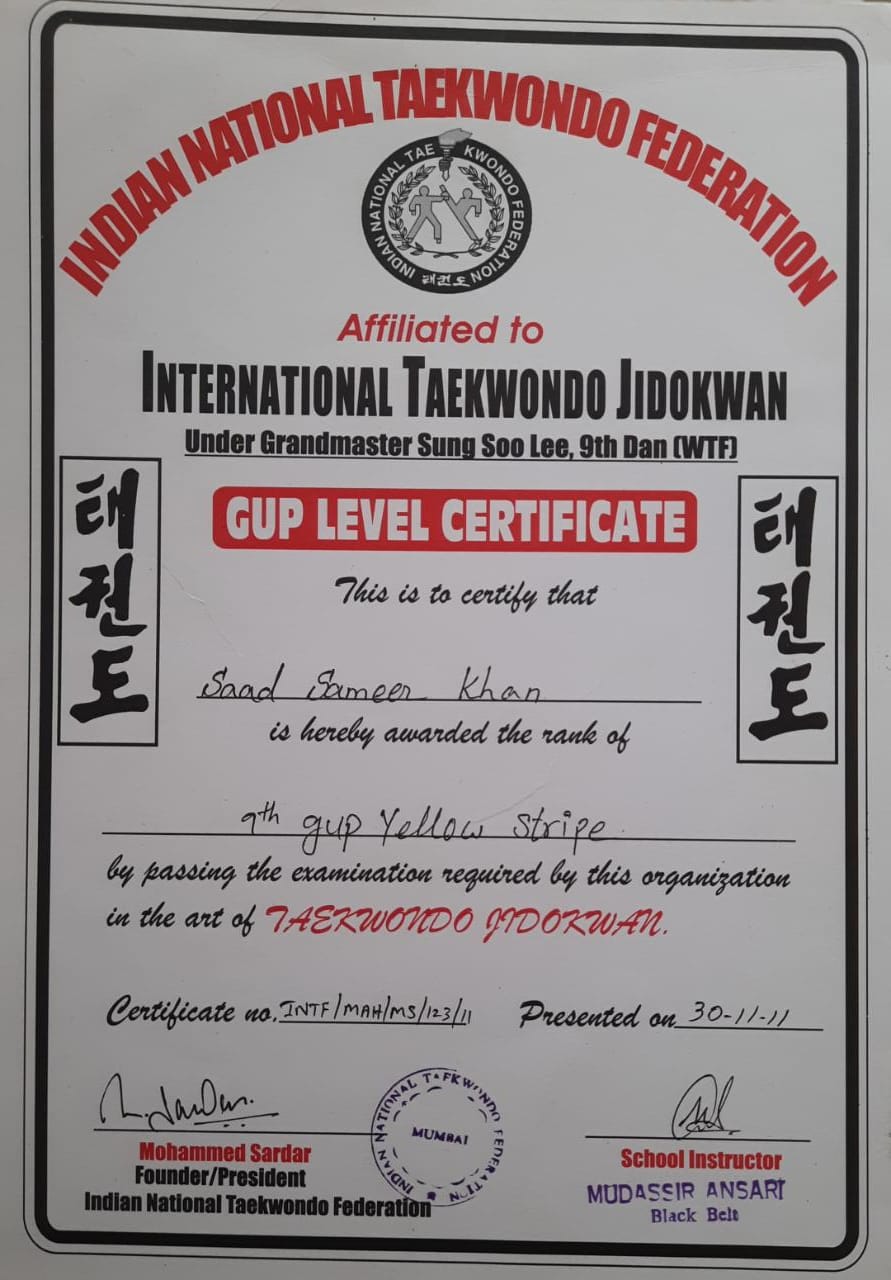 INDIAN NATIONAL TAEKWONDO FEDERATION
INDIAN NATIONAL TAE KWONDO FEDERATION
태권도
Affiliated to
INTERNATIONAL TAEKWONDO JIDOKWAN
Under Grandmaster Sung Soo Lee, 9th Dan (WTF)
태권도
태권도
GUP LEVEL CERTIFICATE
This is to certify that
Saad Sameer Khan
is hereby awarded the rank of
9th gup Yellow Stripe
by passing the examination required by this organization
in the art of TAEKWONDO JIDOKWAN.
Certificate no. INTF/MAH/MS/123/11 Presented on 30-11-11
M. Sardar.
Mohammed Sardar
Founder/President
Indian National Taekwondo Federation
INDIAN NATIONAL TAEKWONDO FEDERATION
MUMBAI
School Instructor
MUDASSIR ANSARI
Black Belt